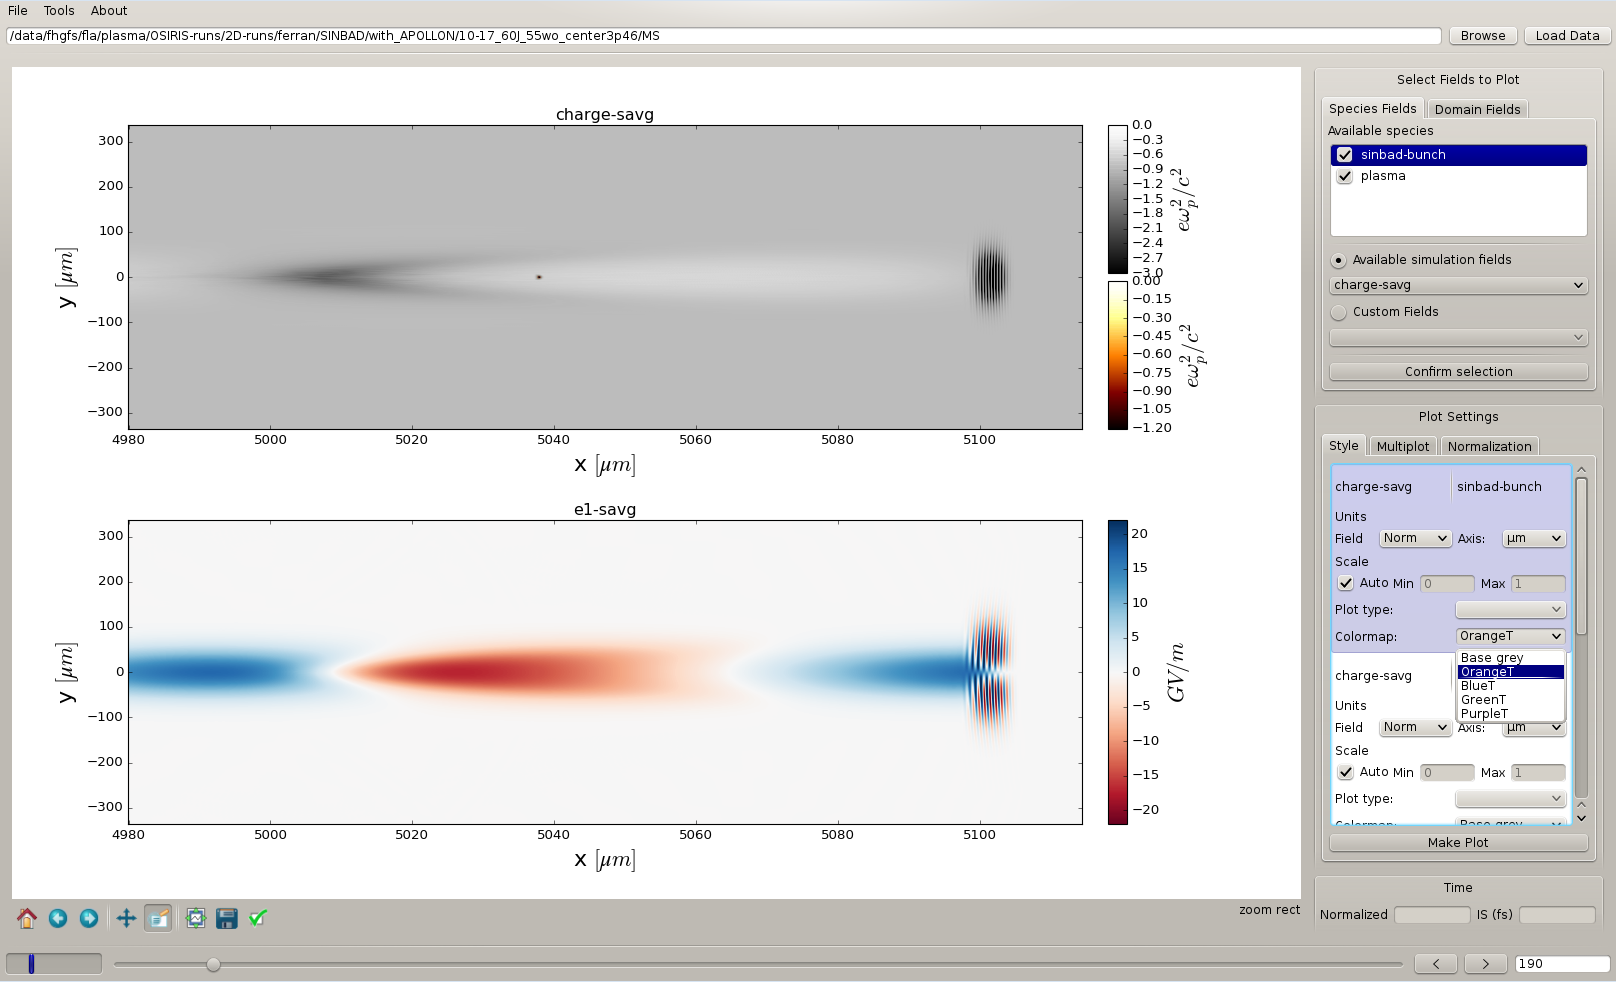 File Tools About
/data/fhgfs/fla/plasma/OSIRIS-runs/2D-runs/ferran/SINBAD/with_APOLLON/10-17_60J_55wo_center3p46/MS
Browse Load Data
charge-savg
300
200
100
0
−100
−200
−300
y [μm]
4980 5000 5020 5040 5060 5080 5100
x [μm]
0.0
−0.3
−0.6
−0.9
−1.2
−1.5
−1.8
−2.1
−2.4
−2.7
−3.0
eω_p^2/c^2
0.00
−0.15
−0.30
−0.45
−0.60
−0.75
−0.90
−1.05
−1.20
eω_p^2/c^2
e1-savg
300
200
100
0
−100
−200
−300
y [μm]
4980 5000 5020 5040 5060 5080 5100
x [μm]
20
15
10
5
0
−5
−10
−15
−20
GV/m
zoom rect
Select Fields to Plot
Species Fields Domain Fields
Available species
sinbad-bunch
plasma
Available simulation fields
charge-savg
Custom Fields
Confirm selection
Plot Settings
Style Multiplot Normalization
charge-savg sinbad-bunch
Units
Field Norm Axis: μm
Scale
Auto Min 0 Max 1
Plot type:
Colormap: OrangeT
Base grey
OrangeT
BlueT
GreenT
PurpleT
charge-savg
Units
Field Norm Axis: μm
Scale
Auto Min 0 Max 1
Plot type:
Colormap: Base grey
Make Plot
Time
Normalized IS (fs)
< > 190